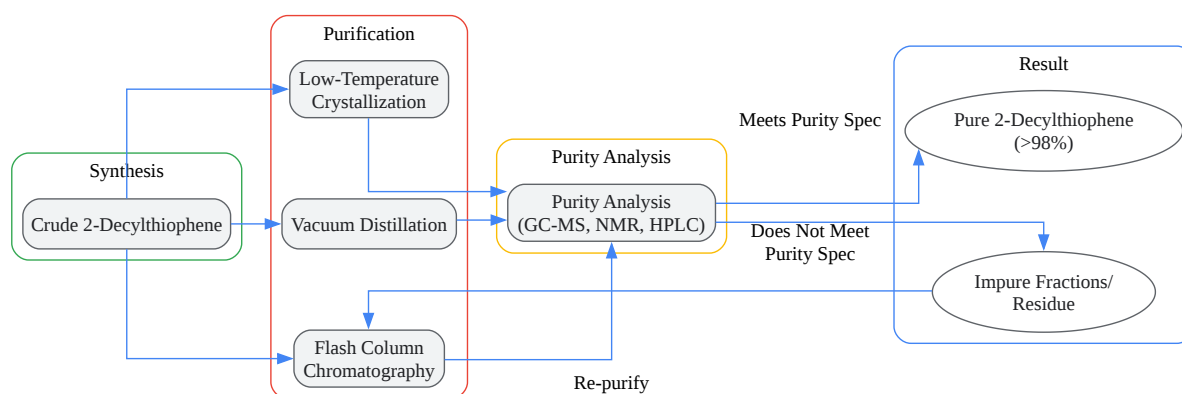 Purification
Low-Temperature
Crystallization
Synthesis
Crude 2-Decylthiophene
Vacuum Distillation
Flash Column
Chromatography
Purity Analysis
Purity Analysis
(GC-MS, NMR, HPLC)
Meets Purity Spec
Does Not Meet
Purity Spec
Re-purify
Result
Pure 2-Decylthiophene
(>98%)
Impure Fractions/
Residue